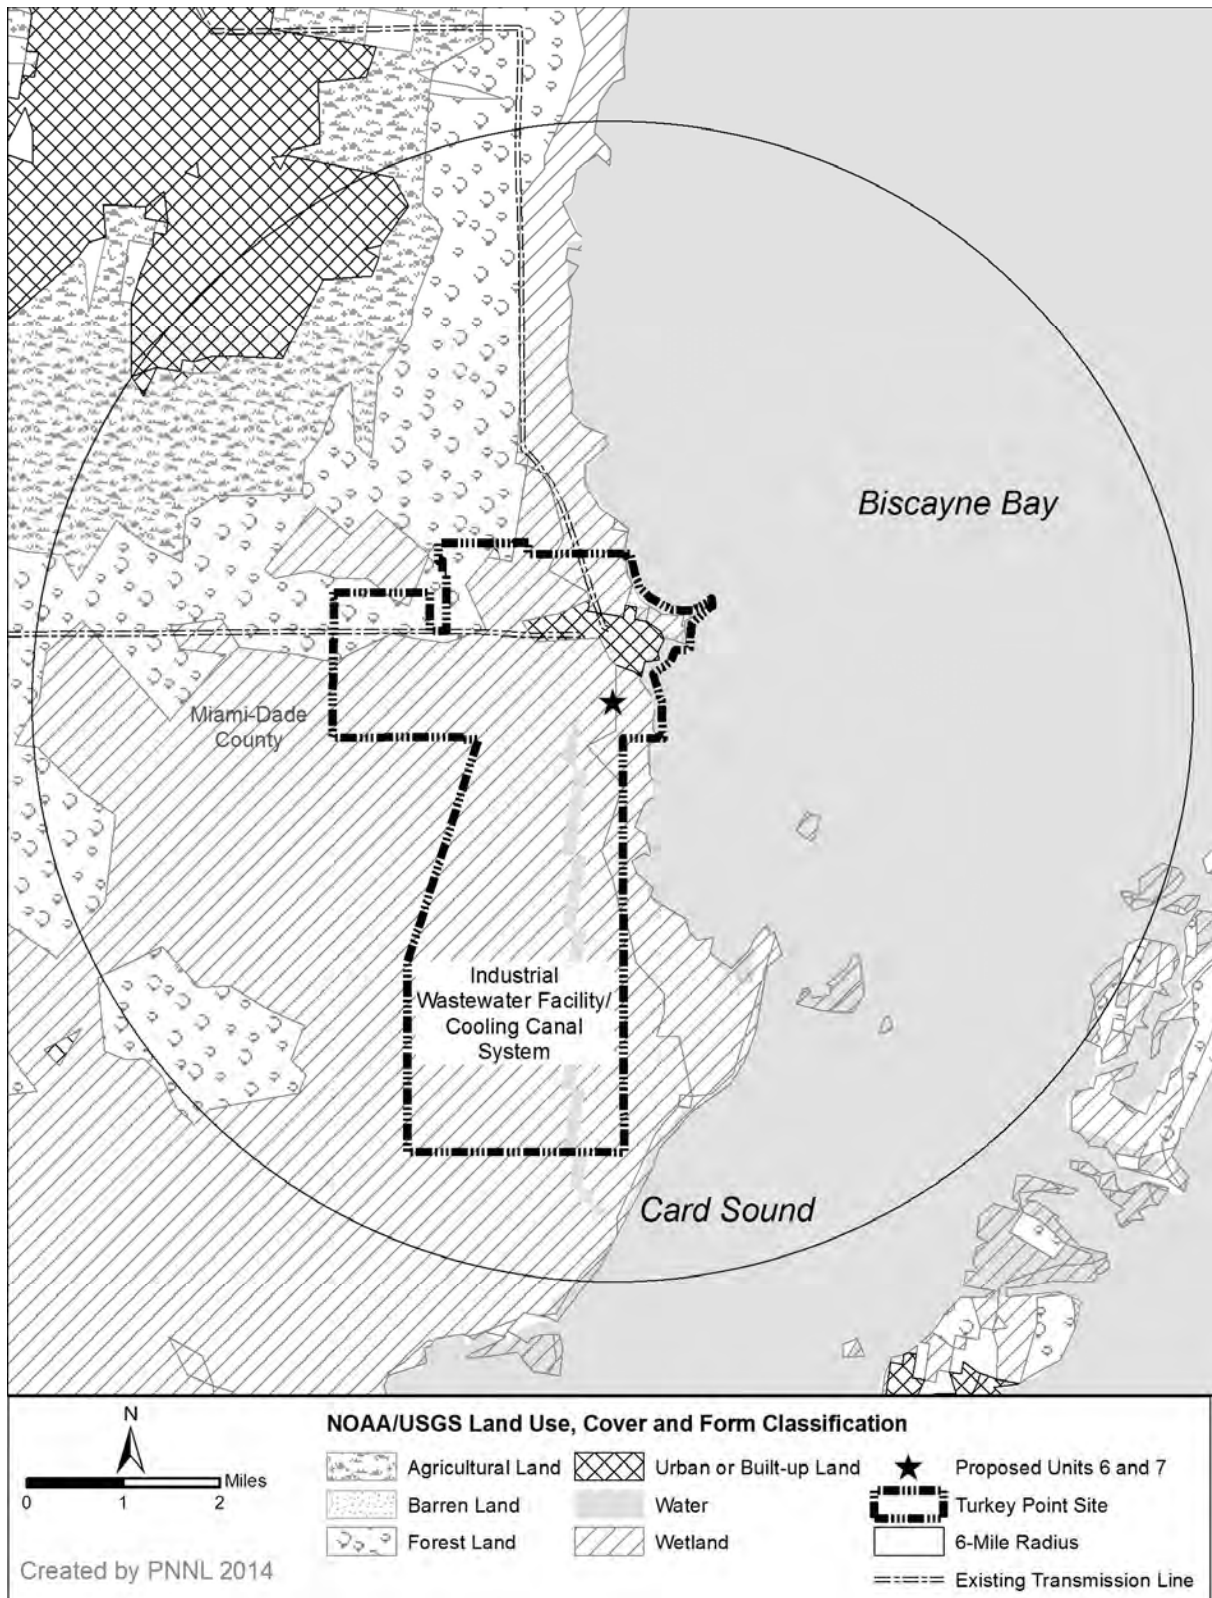 Biscayne Bay
Miami-Dade
County
Industrial
Wastewater Facility/
Cooling Canal
System
Card Sound
N
Miles
0 1 2
Created by PNNL 2014
NOAA/USGS Land Use, Cover and Form Classification
Agricultural Land
Barren Land
Forest Land
Urban or Built-up Land
Water
Wetland
Proposed Units 6 and 7
Turkey Point Site
6-Mile Radius
Existing Transmission Line